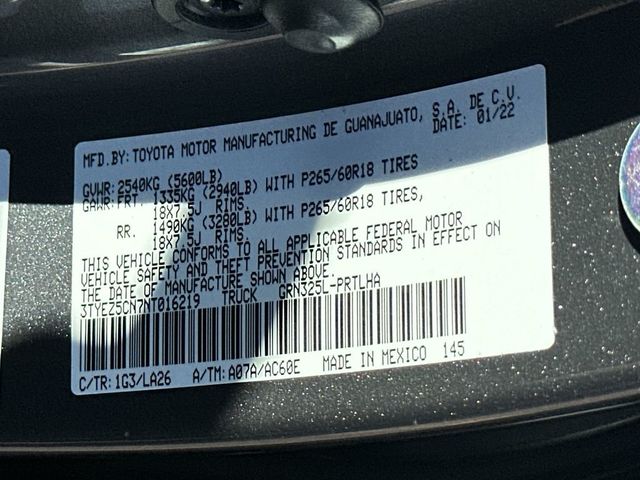 MFD. BY: TOYOTA MOTOR MANUFACTURING DE GUANAJUATO, S.A. DE C.V.
DATE: 01/22
GVWR: 2540KG (5600LB)
GAWR: FRT. 1335KG (2940LB) WITH P265/60R18 TIRES
18X7.5J RIMS.
RR. 1490KG (3280LB) WITH P265/60R18 TIRES,
18X7.5J RIMS.
THIS VEHICLE CONFORMS TO ALL APPLICABLE FEDERAL MOTOR
VEHICLE SAFETY AND THEFT PREVENTION STANDARDS IN EFFECT ON
THE DATE OF MANUFACTURE SHOWN ABOVE.
3TYEZ5CN7NT016219 TRUCK GRN325L-PRTLHA
C/TR: 1G3/LA26 A/TM: A07A/AC60E MADE IN MEXICO 145